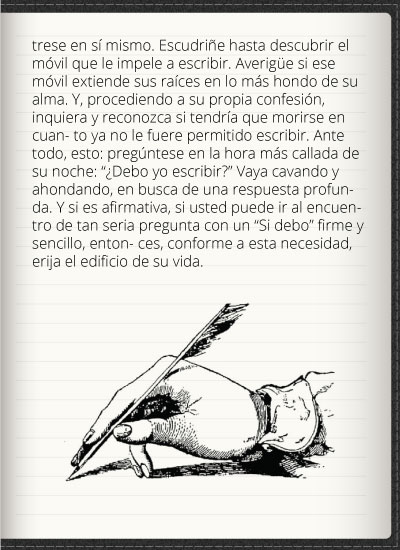 trese en sí mismo. Escudriñe hasta descubrir el
móvil que le impele a escribir. Averigüe si ese
móvil extiende sus raíces en lo más hondo de su
alma. Y, procediendo a su propia confesión,
inquiera y reconozca si tendría que morirse en
cuan- to ya no le fuere permitido escribir. Ante
todo, esto: pregúntese en la hora más callada de
su noche: “¿Debo yo escribir?” Vaya cavando y
ahondando, en busca de una respuesta profun-
da. Y si es afirmativa, si usted puede ir al encuen-
tro de tan seria pregunta con un “Si debo” firme y
sencillo, enton- ces, conforme a esta necesidad,
erija el edificio de su vida.